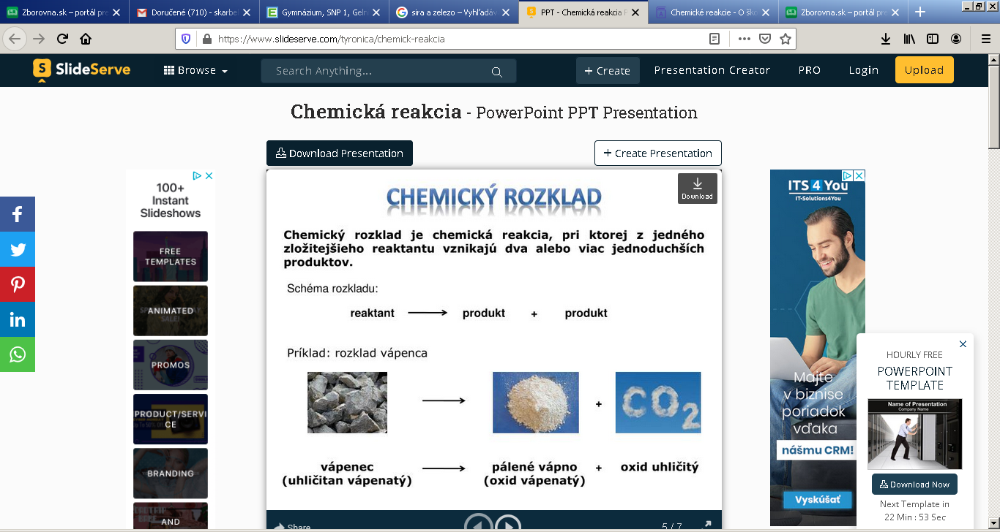 Zborovna.sk – portál pre
Doručené (710) - skarbe
Gymnázium, SNP 1, Geln
sira a zelezo – Vyhľadáv
PPT - Chemická reakcia P
Chemické reakcie - O ško
Zborovna.sk – portál pre
https://www.slideserve.com/tyronica/chemick-reakcia
SlideServe
Browse
Search Anything...
+ Create
Presentation Creator
PRO
Login
Upload
Chemická reakcia - PowerPoint PPT Presentation
Download Presentation
+ Create Presentation
100+
Instant
Slideshows
FREE
TEMPLATES
ANIMATED
PROMOS
PRODUCT/SERVI
CE
BRANDING
AND
Download
CHEMICKÝ ROZKLAD
Chemický rozklad je chemická reakcia, pri ktorej z jedného
zložitejšieho reaktantu vznikajú dva alebo viac jednoduchších
produktov.
Schéma rozkladu:
reaktant → produkt + produkt
Príklad: rozklad vápenca
→ + CO2
vápenec → pálené vápno + oxid uhličitý
(uhličitan vápenatý) (oxid vápenatý)
Share
5 / 7
ITS 4 You
IT-Solutions4You
Majte
v biznise
poriadok
vďaka
nášmu CRM!
Vyskúšať
HOURLY FREE
POWERPOINT
TEMPLATE
Name of Presentation
Company Name
Download Now
Next Template in
22 Min : 53 Sec